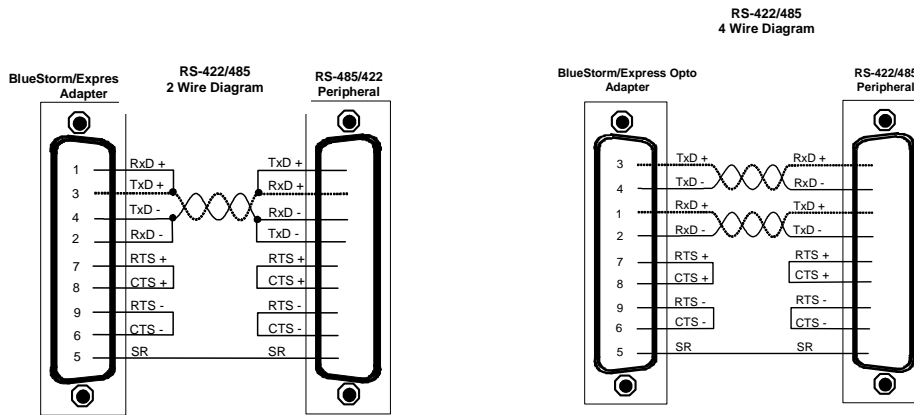 RS-422/485
4 Wire Diagram
BlueStorm/Expres
Adapter
RS-422/485
2 Wire Diagram
RS-485/422
Peripheral
1 RxD + TxD +
3 TxD + RxD +
4 TxD - RxD -
2 RxD - TxD -
7 RTS + RTS +
8 CTS + CTS +
9 RTS - RTS -
6 CTS - CTS -
5 SR SR
BlueStorm/Express Opto
Adapter
RS-422/485
Peripheral
3 TxD + RxD +
4 TxD - RxD -
1 RxD + TxD +
2 RxD - TxD -
7 RTS + RTS +
8 CTS + CTS +
9 RTS - RTS -
6 CTS - CTS -
5 SR SR